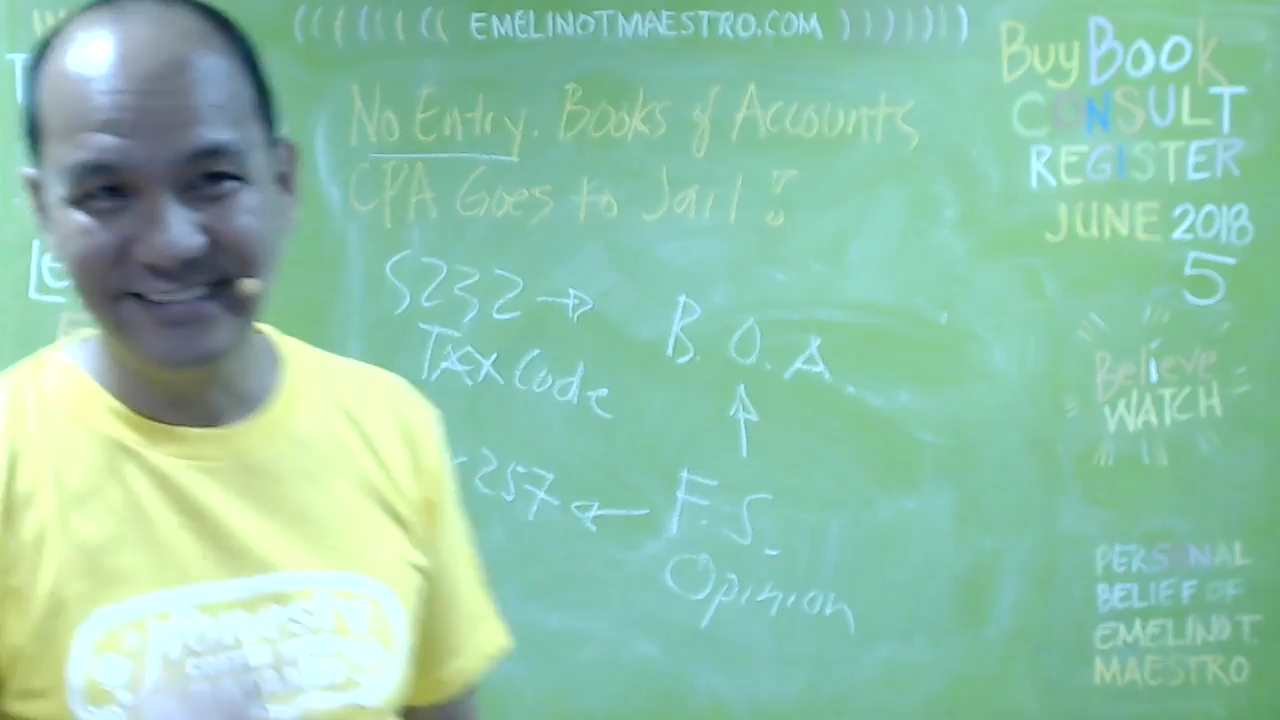 ((((((( EMELINOTMAESTRO.COM )))))))
No Entry. Books of Accounts
CPA Goes to Jail!
S232 → B.O.A.
Tax Code
257 ← F.S.
Opinion
Buy Book
CONSULT
REGISTER
JUNE 2018
5
Believe
WATCH
PERSONAL
BELIEF OF
EMELINO T.
MAESTRO